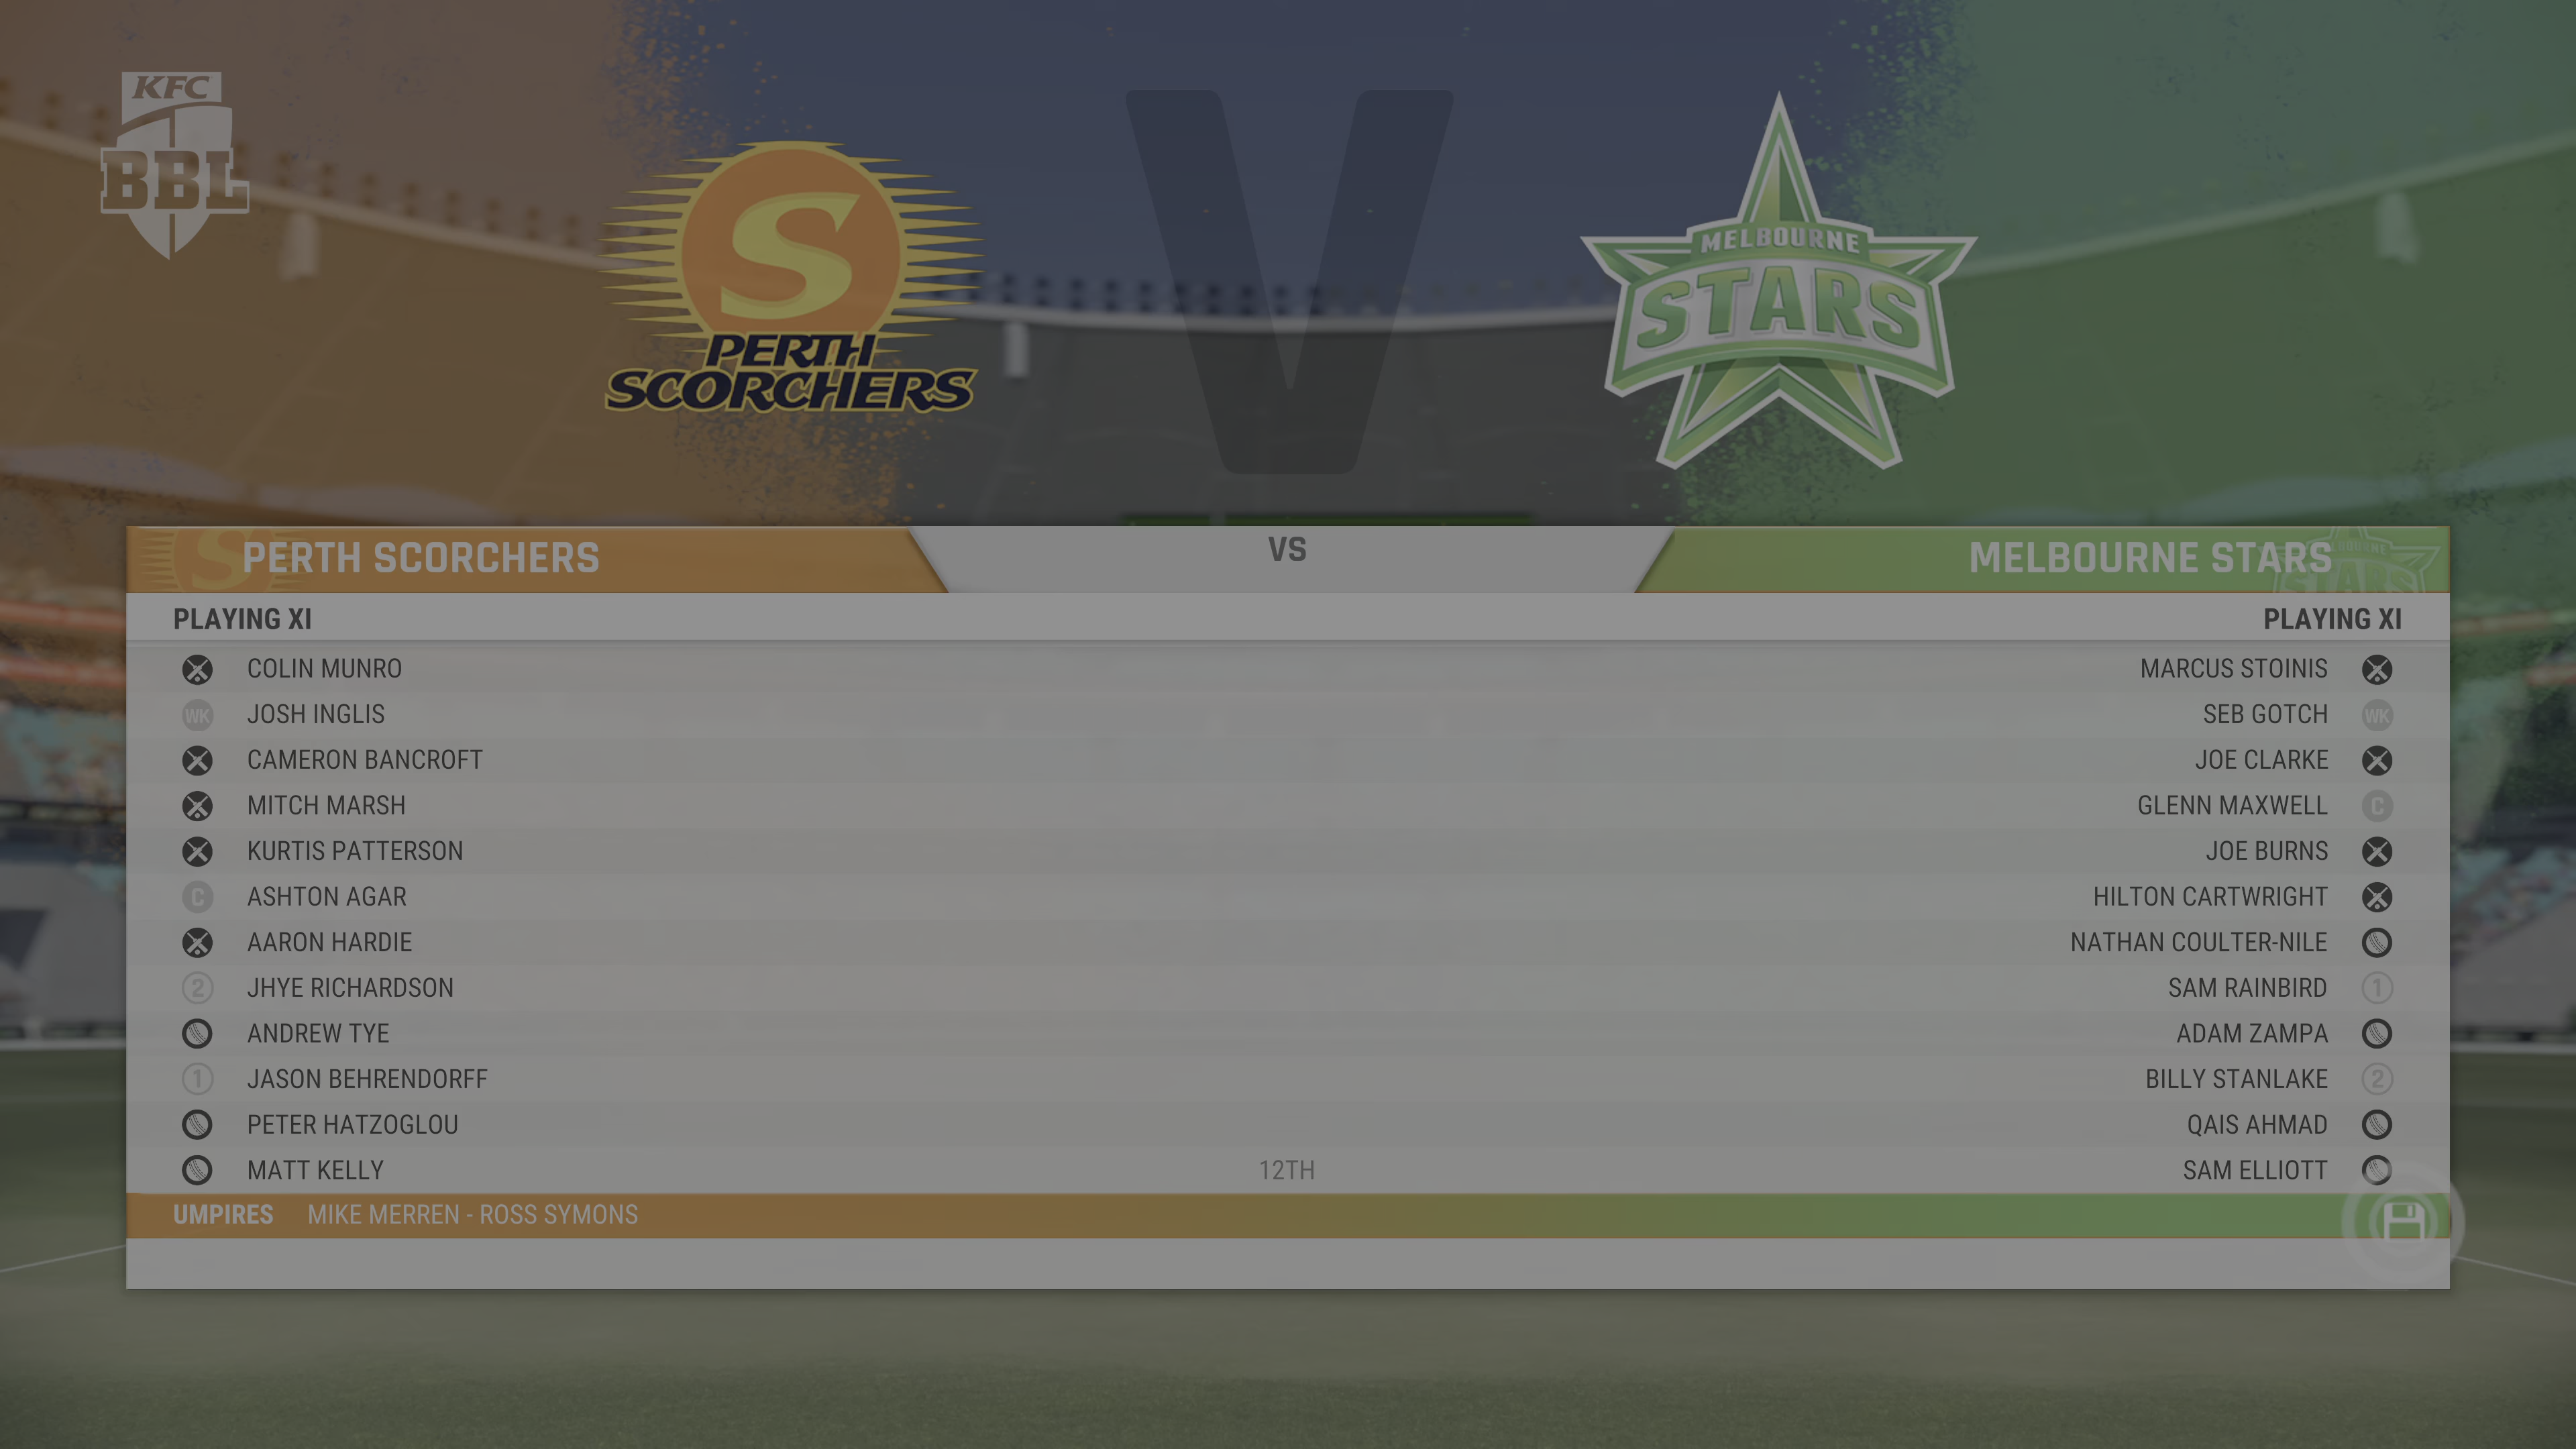 KFC
BBL
V
S
PERTH
SCORCHERS
MELBOURNE
STARS
PERTH SCORCHERS VS MELBOURNE STARS
PLAYING XI PLAYING XI
COLIN MUNRO MARCUS STOINIS
WK JOSH INGLIS SEB GOTCH WK
CAMERON BANCROFT JOE CLARKE
MITCH MARSH GLENN MAXWELL C
KURTIS PATTERSON JOE BURNS
C ASHTON AGAR HILTON CARTWRIGHT
AARON HARDIE NATHAN COULTER-NILE
2 JHYE RICHARDSON SAM RAINBIRD 1
ANDREW TYE ADAM ZAMPA
1 JASON BEHRENDORFF BILLY STANLAKE 2
PETER HATZOGLOU QAIS AHMAD
MATT KELLY 12TH SAM ELLIOTT
UMPIRES MIKE MERREN - ROSS SYMONS